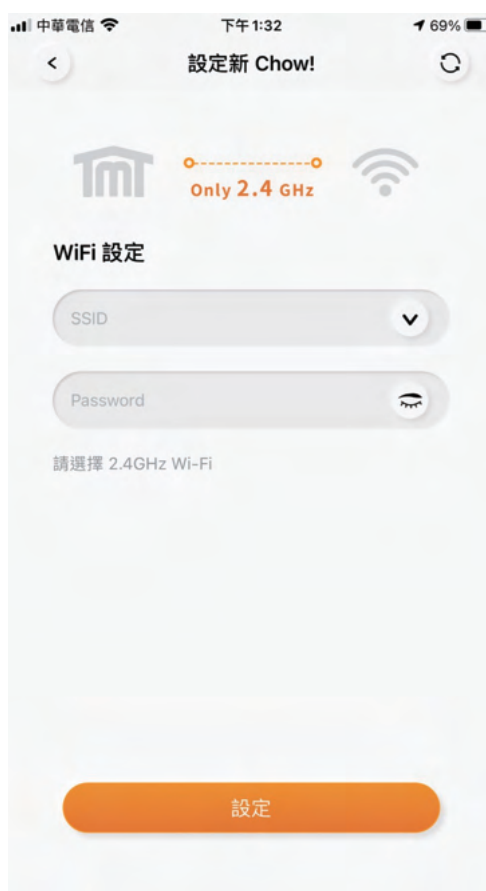 中華電信 下午1:32 69%
設定新 Chow!
Only 2.4 GHz
WiFi 設定
SSID
Password
請選擇 2.4GHz Wi-Fi
設定